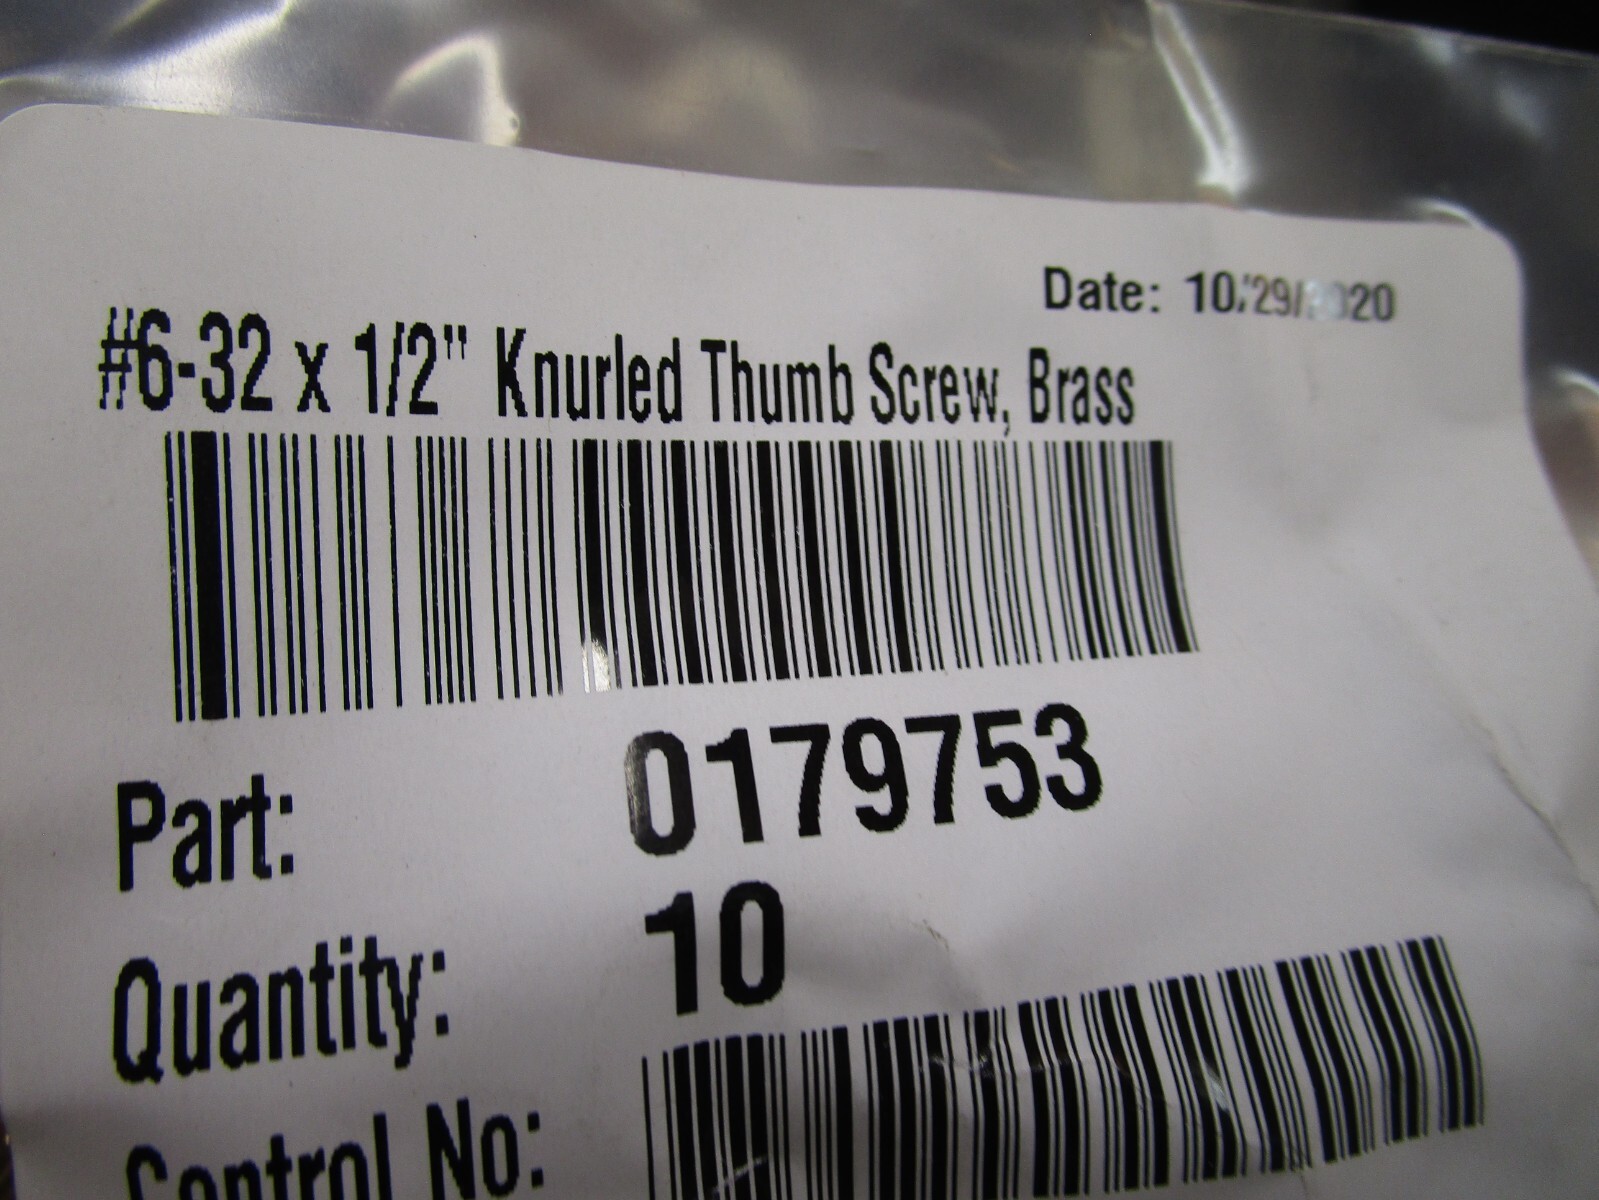 Date: 10/29/2020
#6-32 x 1/2" Knurled Thumb Screw, Brass
Part: 0179753
Quantity: 10
Control No: